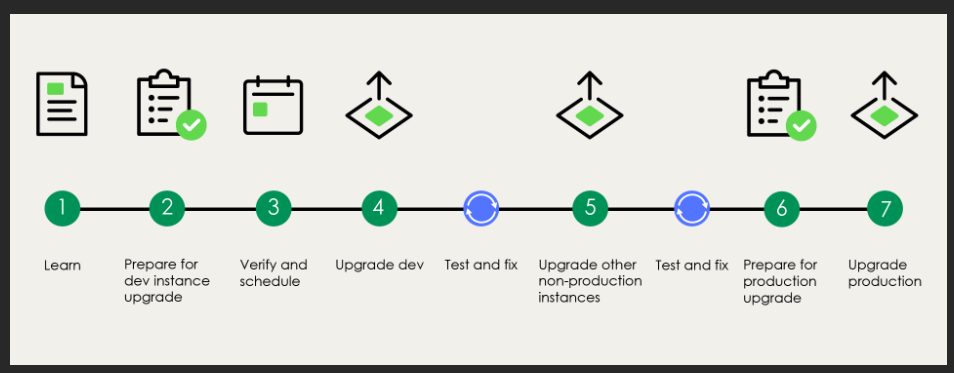 1
2
3
4
5
6
7
Learn
Prepare for
dev instance
upgrade
Verify and
schedule
Upgrade dev
Test and fix
Upgrade other
non-production
instances
Test and fix
Prepare for
production
upgrade
Upgrade
production